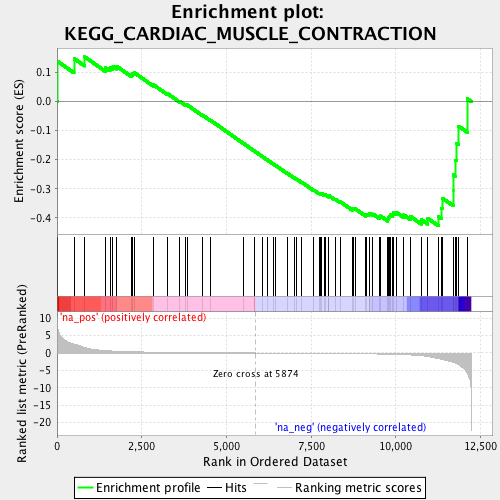 Enrichment plot:
KEGG_CARDIAC_MUSCLE_CONTRACTION
Enrichment score (ES)
0.1
0.0
-0.1
-0.2
-0.3
-0.4
'na_pos' (positively correlated)
Ranked list metric (PreRanked)
10
5
0
-5
-10
-15
-20
Zero cross at 5874
'na_neg' (negatively correlated)
0
2,500
5,000
7,500
10,000
12,500
Rank in Ordered Dataset
Enrichment profile
Hits
Ranking metric scores